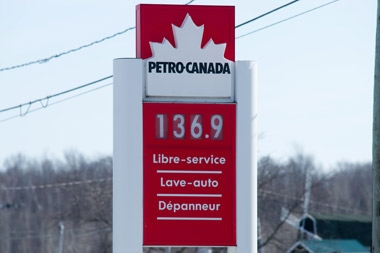 PETRO-CANADA
136.9
Libre-service
Lave-auto
Dépanneur